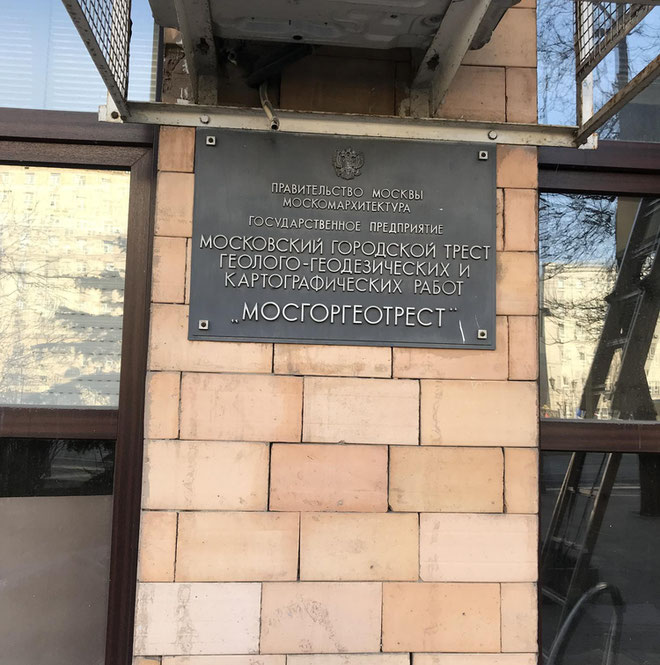 ПРАВИТЕЛЬСТВО МОСКВЫ
МОСКОМАРХИТЕКТУРА
ГОСУДАРСТВЕННОЕ ПРЕДПРИЯТИЕ
МОСКОВСКИЙ ГОРОДСКОЙ ТРЕСТ
ГЕОЛОГО-ГЕОДЕЗИЧЕСКИХ И
КАРТОГРАФИЧЕСКИХ РАБОТ
„МОСГОРГЕОТРЕСТ"